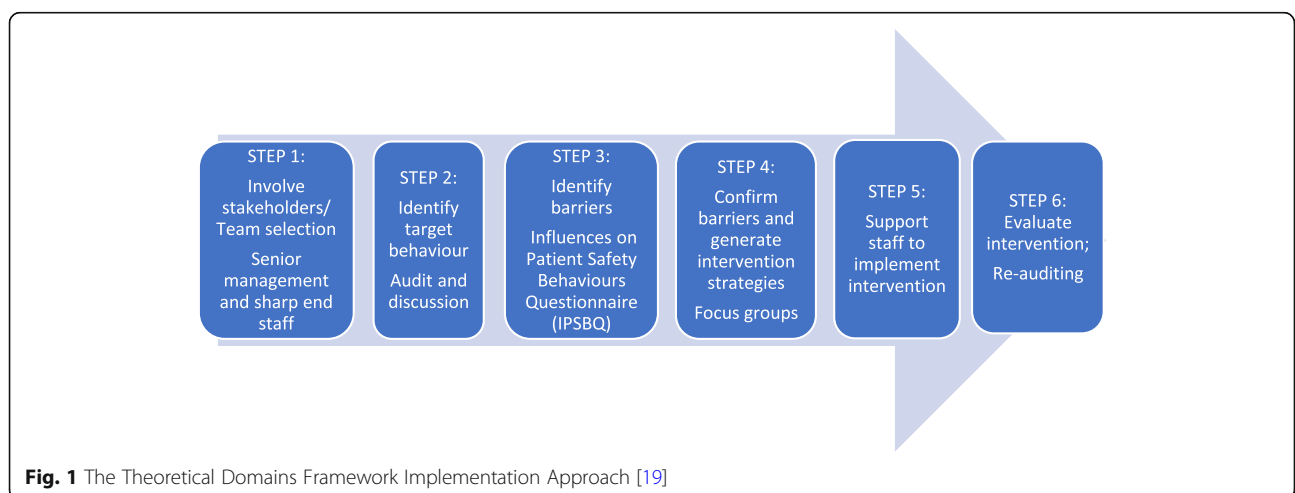 STEP 1:
Involve
stakeholders/
Team selection
Senior
management
and sharp end
staff
STEP 2:
Identify
target
behaviour
Audit and
discussion
STEP 3:
Identify
barriers
Influences on
Patient Safety
Behaviours
Questionnaire
(IPSBQ)
STEP 4:
Confirm
barriers and
generate
intervention
strategies
Focus groups
STEP 5:
Support
staff to
implement
intervention
STEP 6:
Evaluate
intervention;
Re-auditing
Fig. 1 The Theoretical Domains Framework Implementation Approach [19]